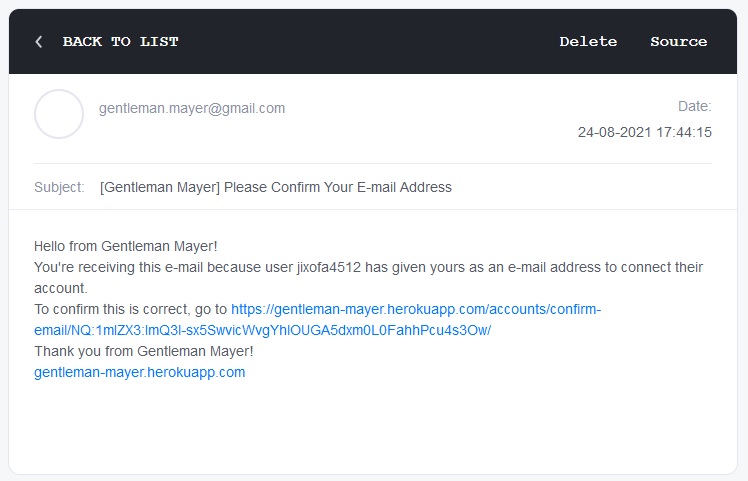 BACK TO LIST
Delete
Source
gentleman.mayer@gmail.com
Date:
24-08-2021 17:44:15
Subject: [Gentleman Mayer] Please Confirm Your E-mail Address
Hello from Gentleman Mayer!
You're receiving this e-mail because user jixofa4512 has given yours as an e-mail address to connect their
account.
To confirm this is correct, go to https://gentleman-mayer.herokuapp.com/accounts/confirm-
email/NQ:1mlZX3:lmQ3I-sx5SwvicWvgYhlOUGA5dxm0L0FahhPcu4s3Ow/
Thank you from Gentleman Mayer!
gentleman-mayer.herokuapp.com